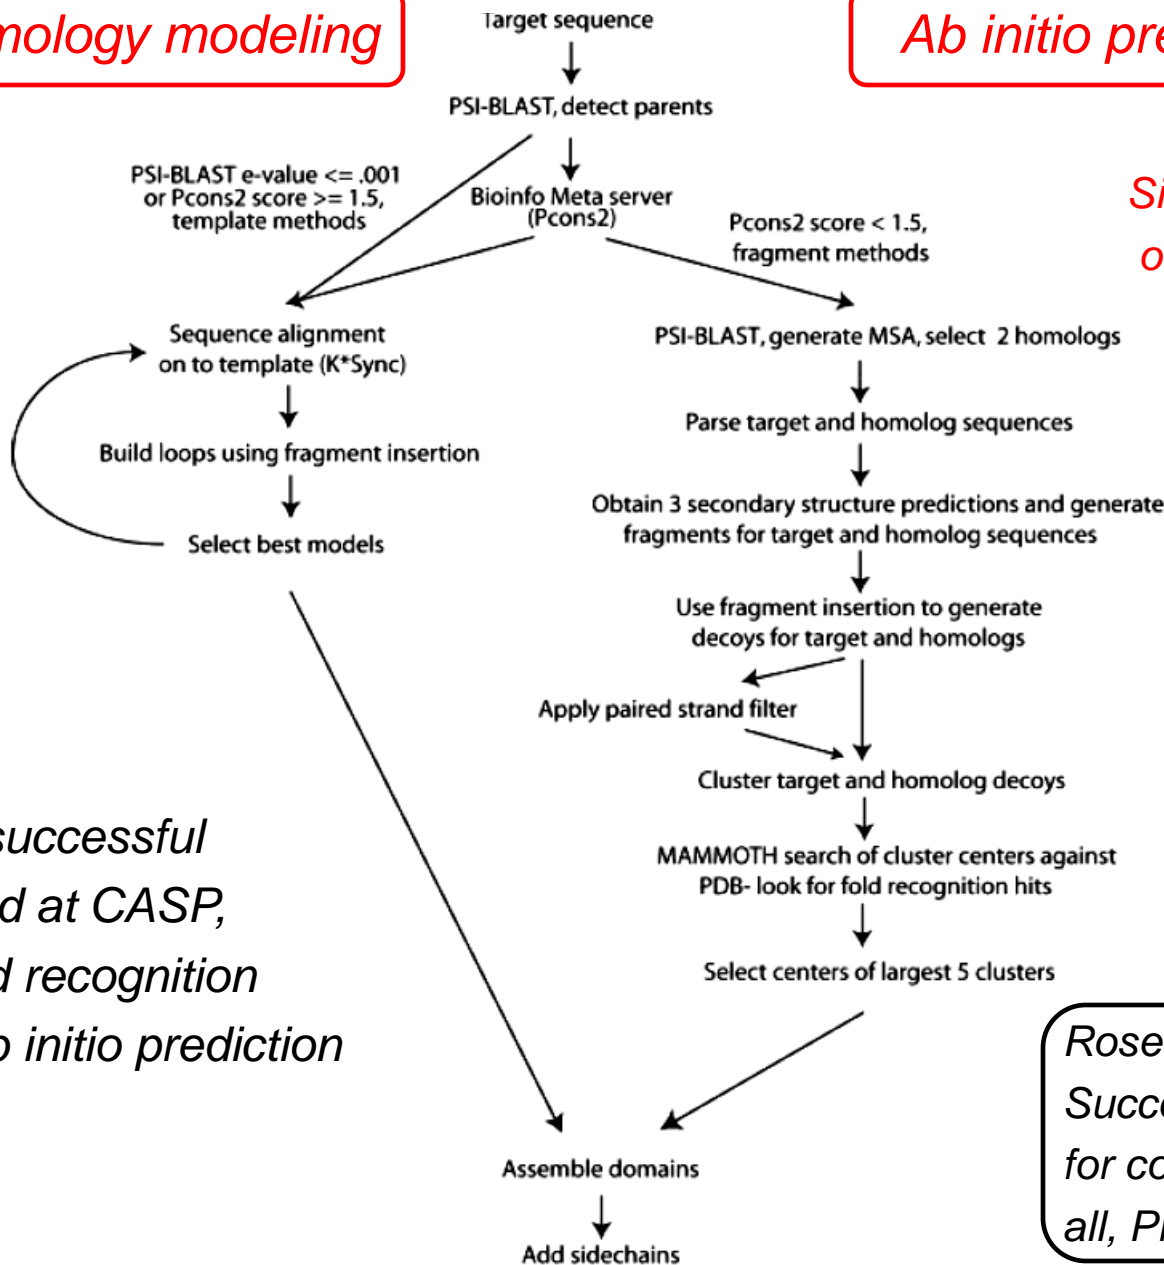 mology modeling
Target sequence
Ab initio pre
PSI-BLAST, detect parents
PSI-BLAST e-value <= .001
or Pcons2 score >= 1.5,
template methods
Bioinfo Meta server
(Pcons2)
Pcons2 score < 1.5,
fragment methods
Si
o
Sequence alignment
on to template (K*Sync)
Build loops using fragment insertion
Select best models
PSI-BLAST, generate MSA, select 2 homologs
Parse target and homolog sequences
Obtain 3 secondary structure predictions and generate
fragments for target and homolog sequences
Use fragment insertion to generate
decoys for target and homologs
Apply paired strand filter
Cluster target and homolog decoys
MAMMOTH search of cluster centers against
PDB- look for fold recognition hits
Select centers of largest 5 clusters
successful
d at CASP,
d recognition
o initio prediction
Rose
Succe
for co
all, P
Assemble domains
Add sidechains